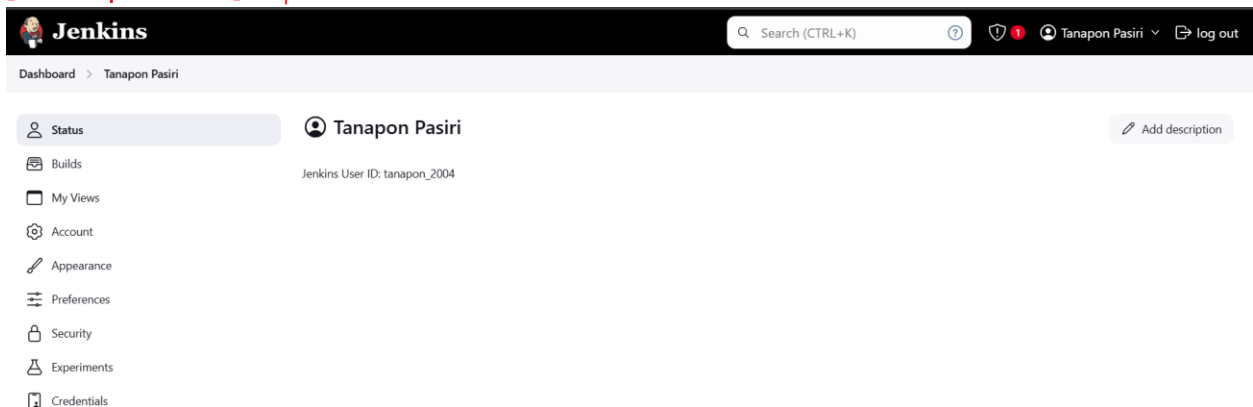 Jenkins
Search (CTRL+K)
?
1
Tanapon Pasiri
log out
Dashboard > Tanapon Pasiri
Status
Builds
My Views
Account
Appearance
Preferences
Security
Experiments
Credentials
Tanapon Pasiri
Add description
Jenkins User ID: tanapon_2004